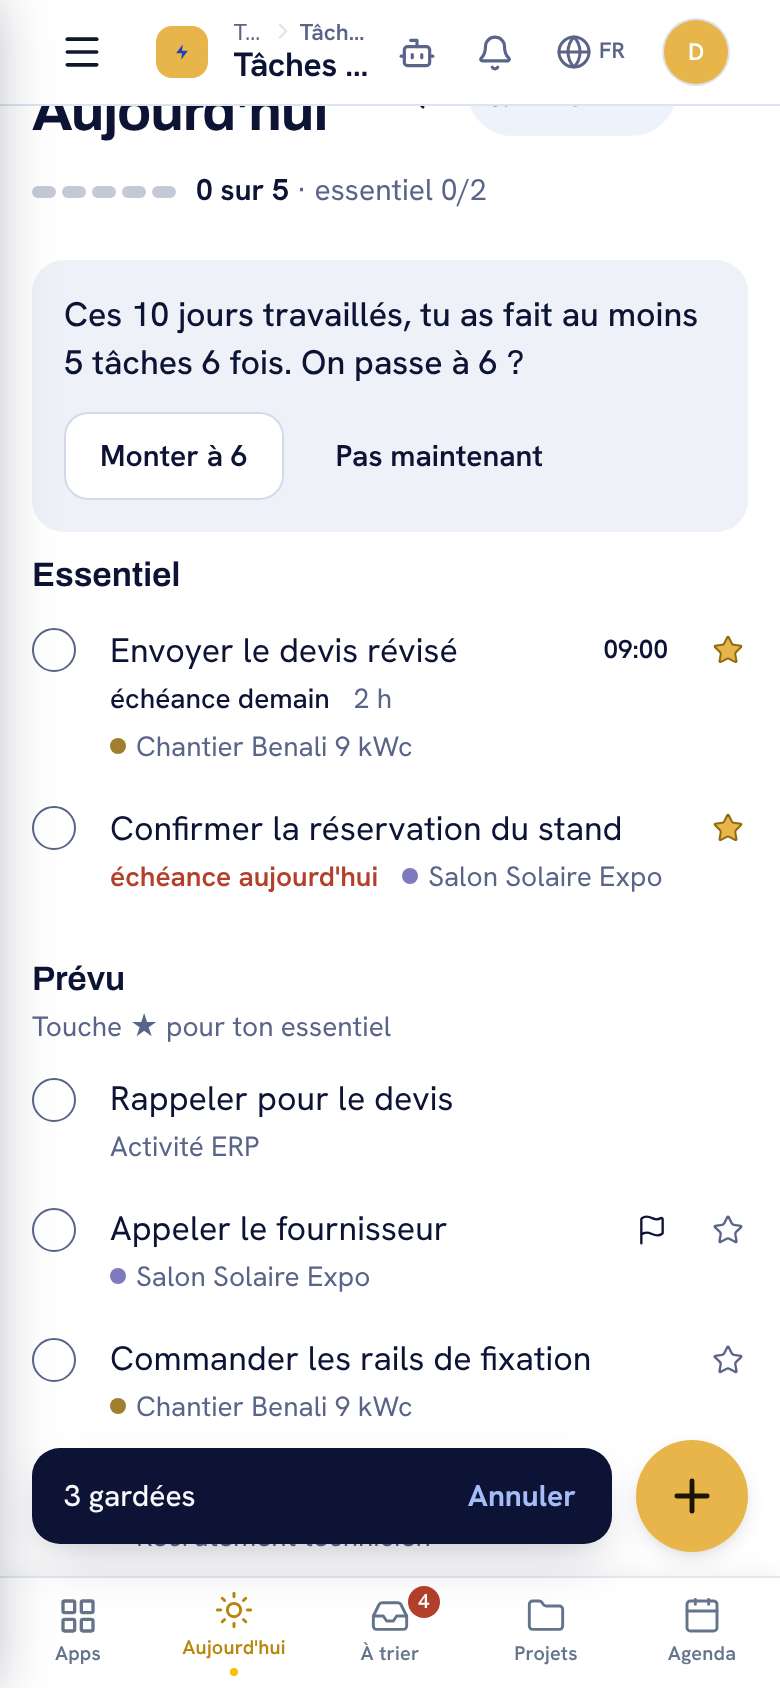 T... > Tâch...
Tâches ...
FR
D
Aujourd'hui
0 sur 5 · essentiel 0/2
Ces 10 jours travaillés, tu as fait au moins
5 tâches 6 fois. On passe à 6 ?
Monter à 6
Pas maintenant
Essentiel
Envoyer le devis révisé 09:00
échéance demain 2 h
Chantier Benali 9 kWc
Confirmer la réservation du stand
échéance aujourd'hui Salon Solaire Expo
Prévu
Touche ★ pour ton essentiel
Rappeler pour le devis
Activité ERP
Appeler le fournisseur
Salon Solaire Expo
Commander les rails de fixation
Chantier Benali 9 kWc
3 gardées Annuler
Apps
Aujourd'hui
4
À trier
Projets
Agenda